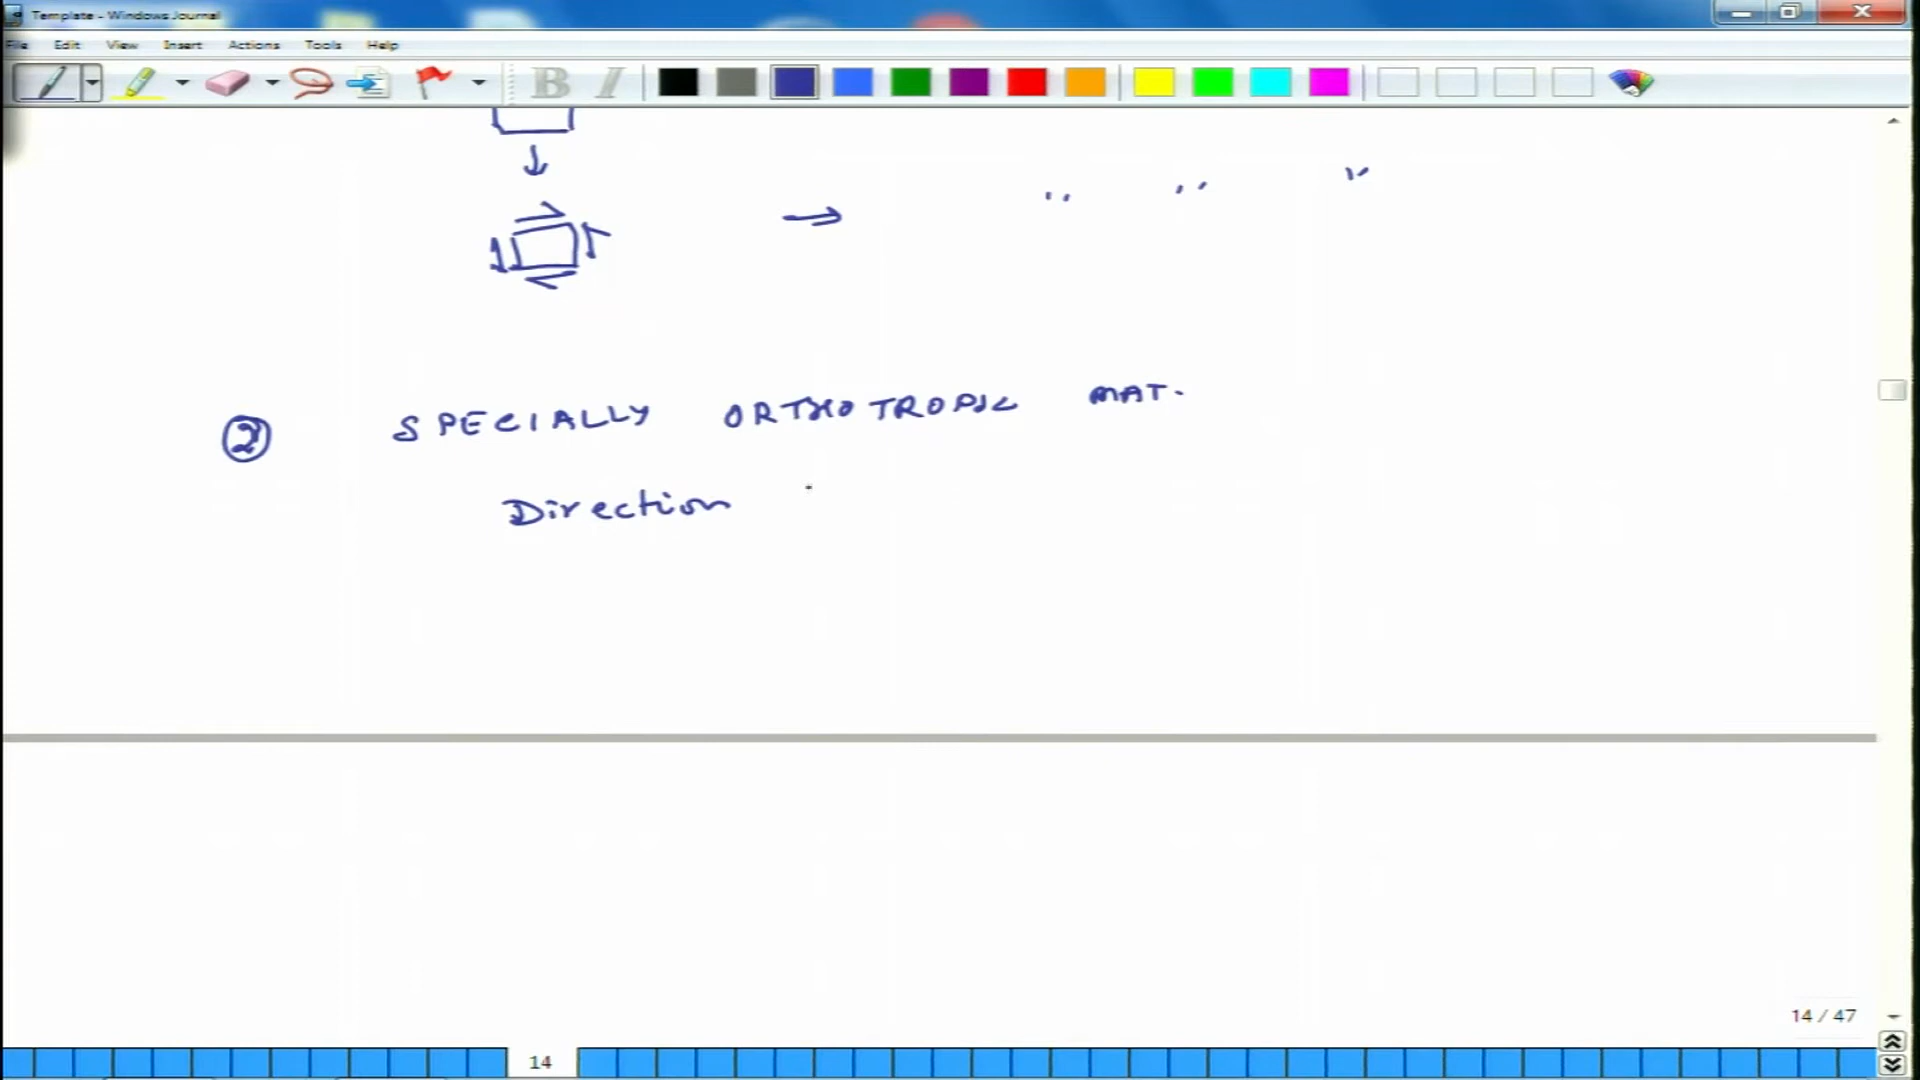 Template - Windows Journal
File Edit View Insert Actions Tools Help
B I
→ " " "
② SPECIALLY ORTHOTROPIC MAT.
Direction
14 / 47
14